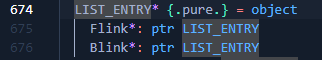 674 LIST_ENTRY* {.pure.} = object
675 Flink*: ptr LIST_ENTRY
676 Blink*: ptr LIST_ENTRY